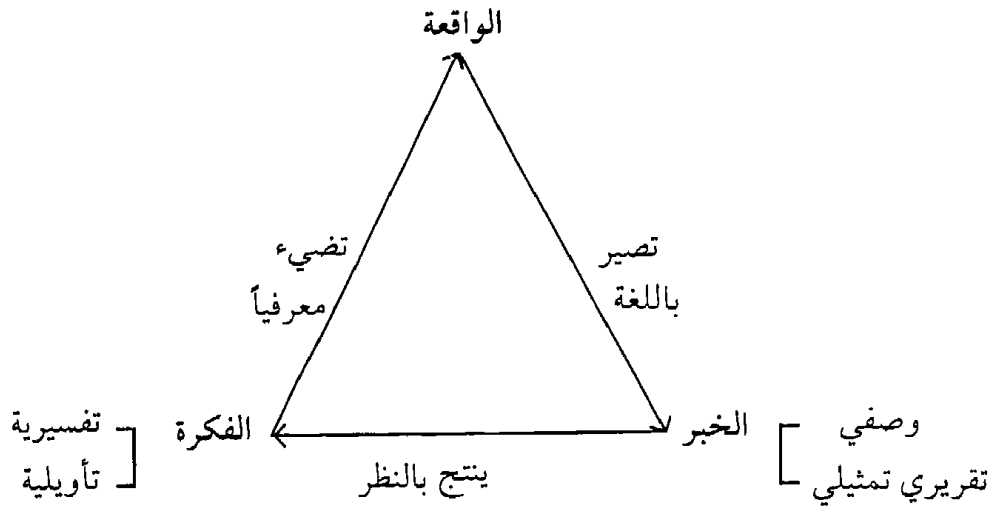 الواقعة
تضيء
معرفياً
تصير
باللغة
وصفي
تقريري تمثيلي
الخبر
الفكرة
تفسيرية
تأويلية
ينتج بالنظر